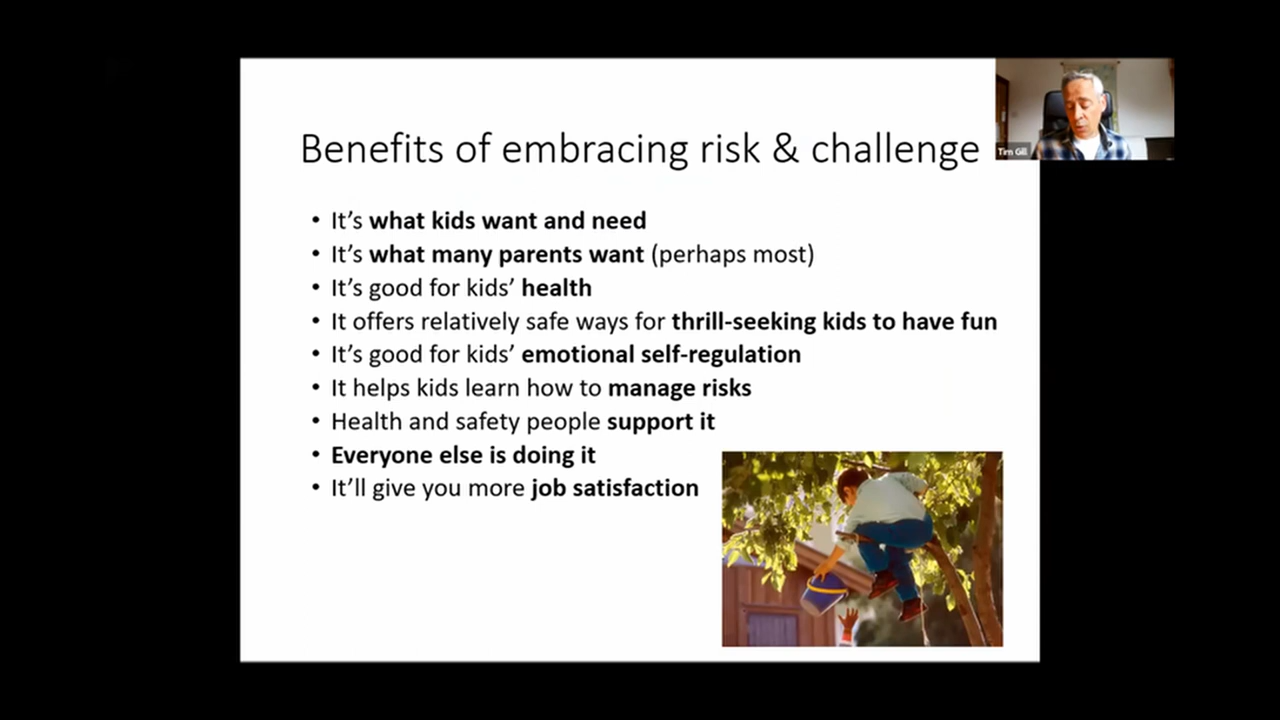 Benefits of embracing risk & challenge
Tim Gill
• It’s what kids want and need
• It’s what many parents want (perhaps most)
• It’s good for kids’ health
• It offers relatively safe ways for thrill-seeking kids to have fun
• It’s good for kids’ emotional self-regulation
• It helps kids learn how to manage risks
• Health and safety people support it
• Everyone else is doing it
• It’ll give you more job satisfaction